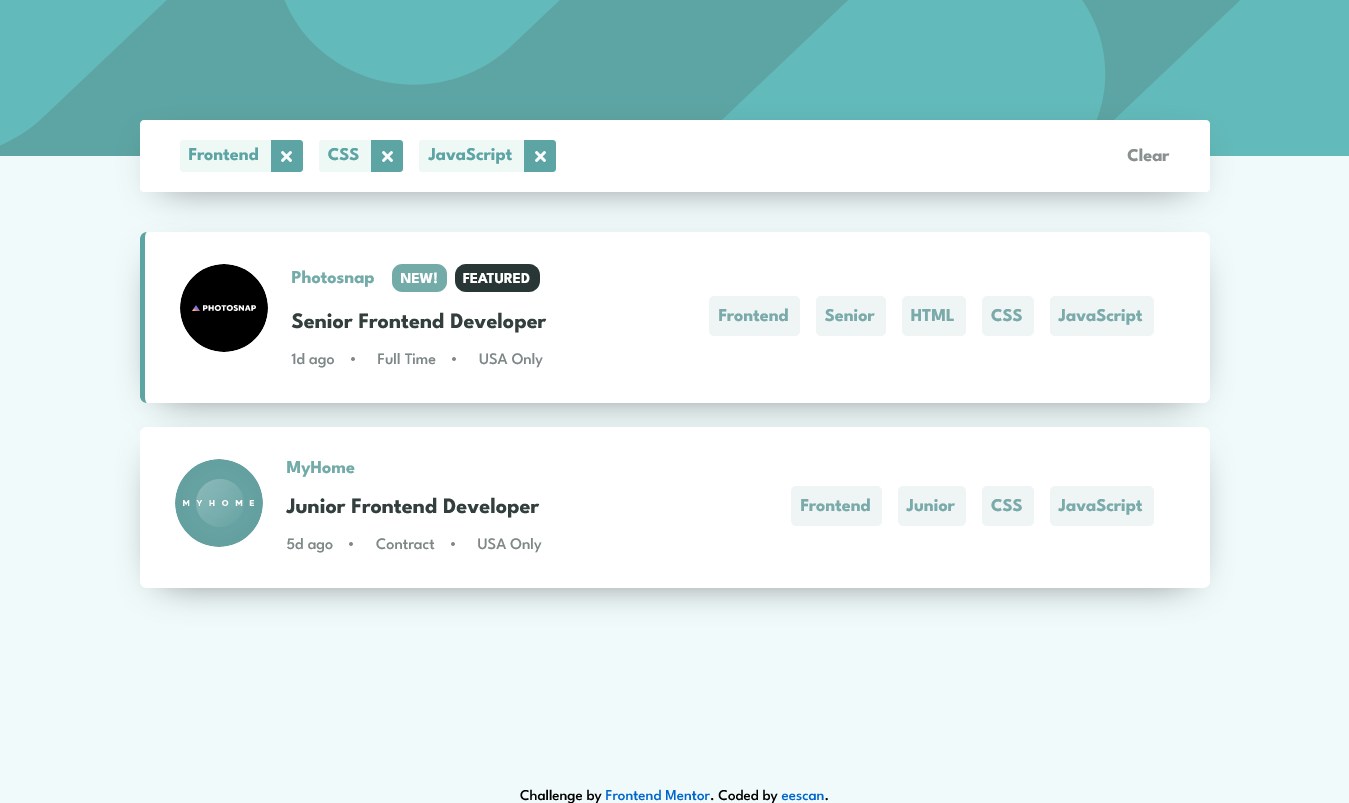 Frontend CSS JavaScript Clear
PHOTOSNAP
Photosnap NEW! FEATURED
Senior Frontend Developer
1d ago • Full Time • USA Only
Frontend Senior HTML CSS JavaScript
MYHOME
MyHome
Junior Frontend Developer
5d ago • Contract • USA Only
Frontend Junior CSS JavaScript
Challenge by Frontend Mentor. Coded by eescan.